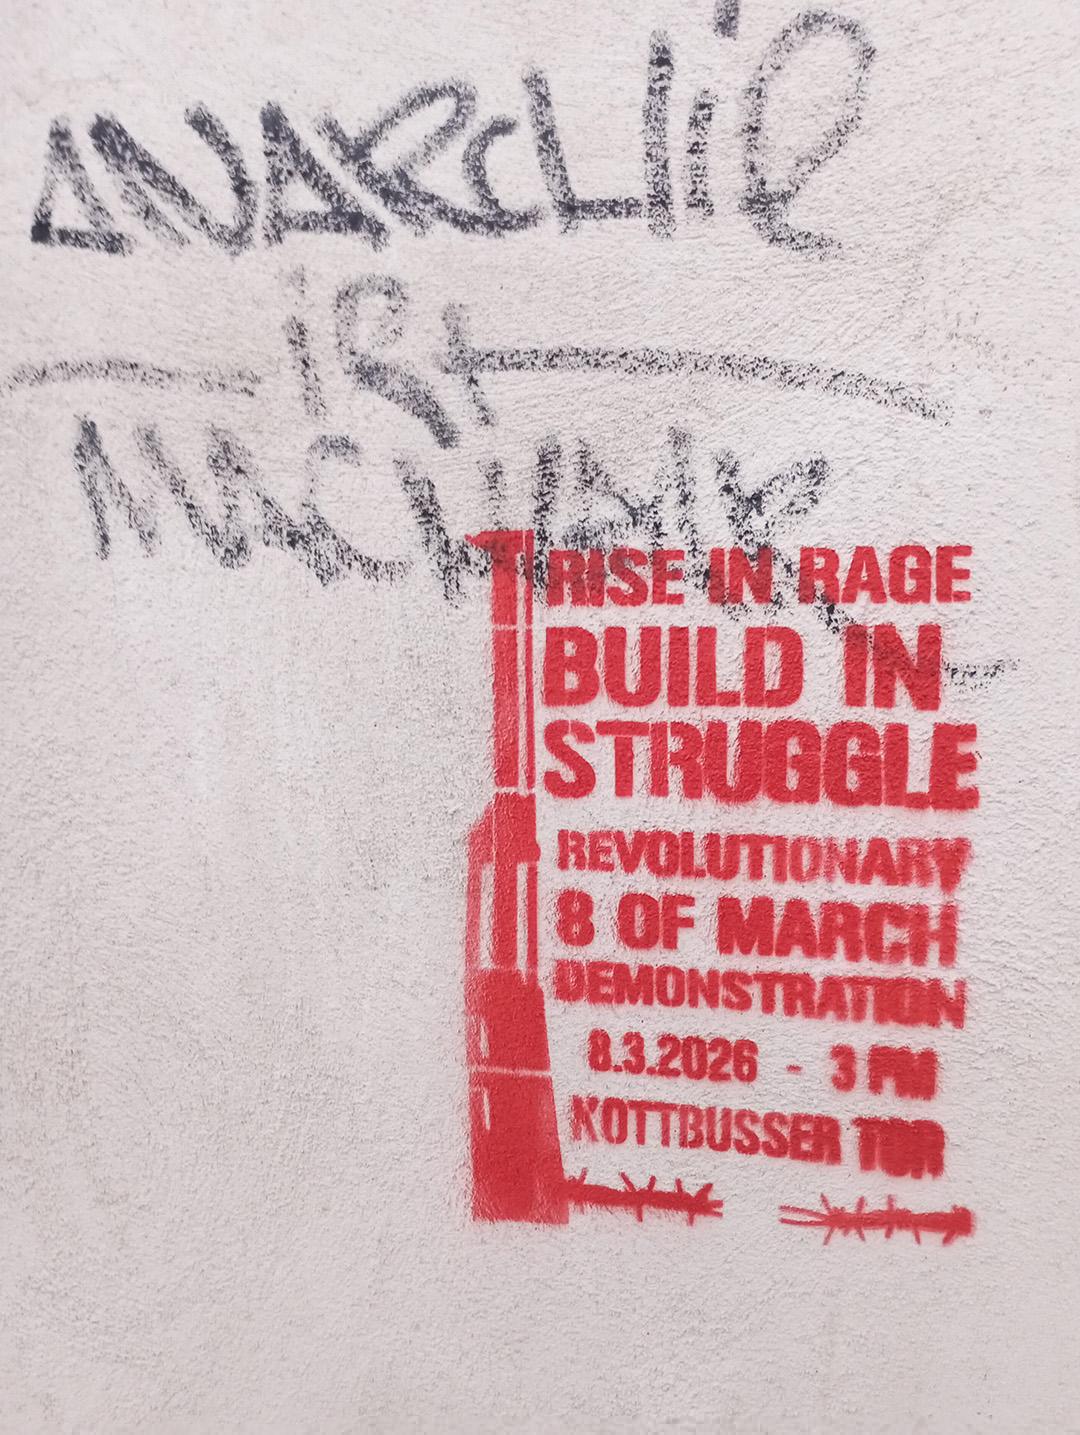 ANARCHIE
iST
MACHBAR
RISE IN RAGE
BUILD IN
STRUGGLE
REVOLUTIONARY
8 OF MARCH
DEMONSTRATION
8.3.2026 - 3 PM
KOTTBUSSER TOR